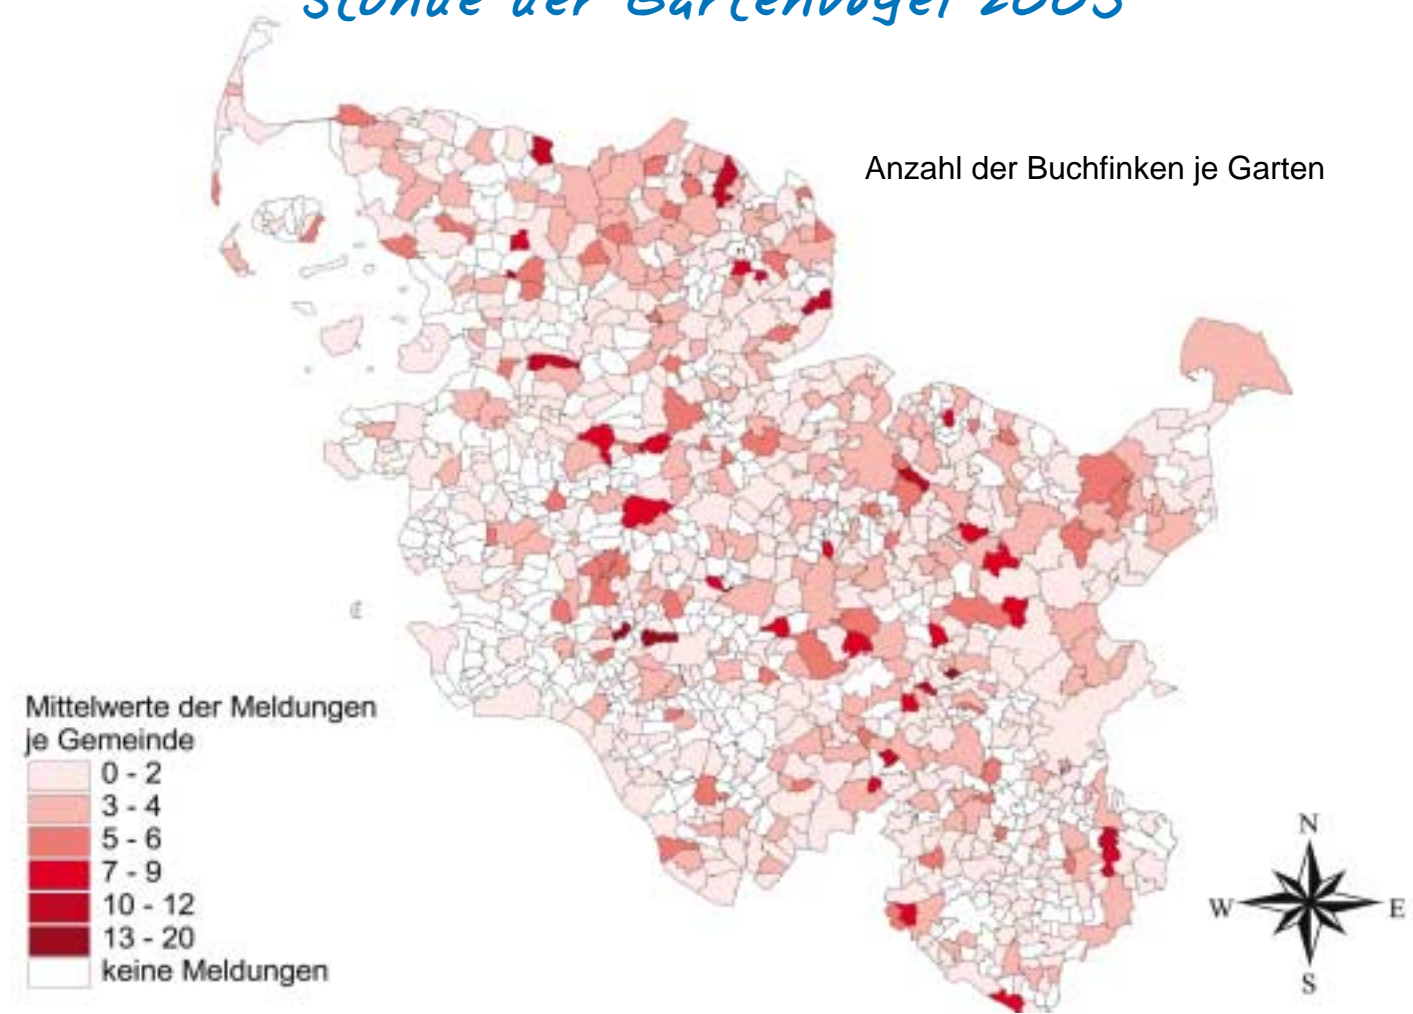 Stunde der Gartenvögel 2005
Anzahl der Buchfinken je Garten
Mittelwerte der Meldungen
je Gemeinde
0 - 2
3 - 4
5 - 6
7 - 9
10 - 12
13 - 20
keine Meldungen
N
W
E
S